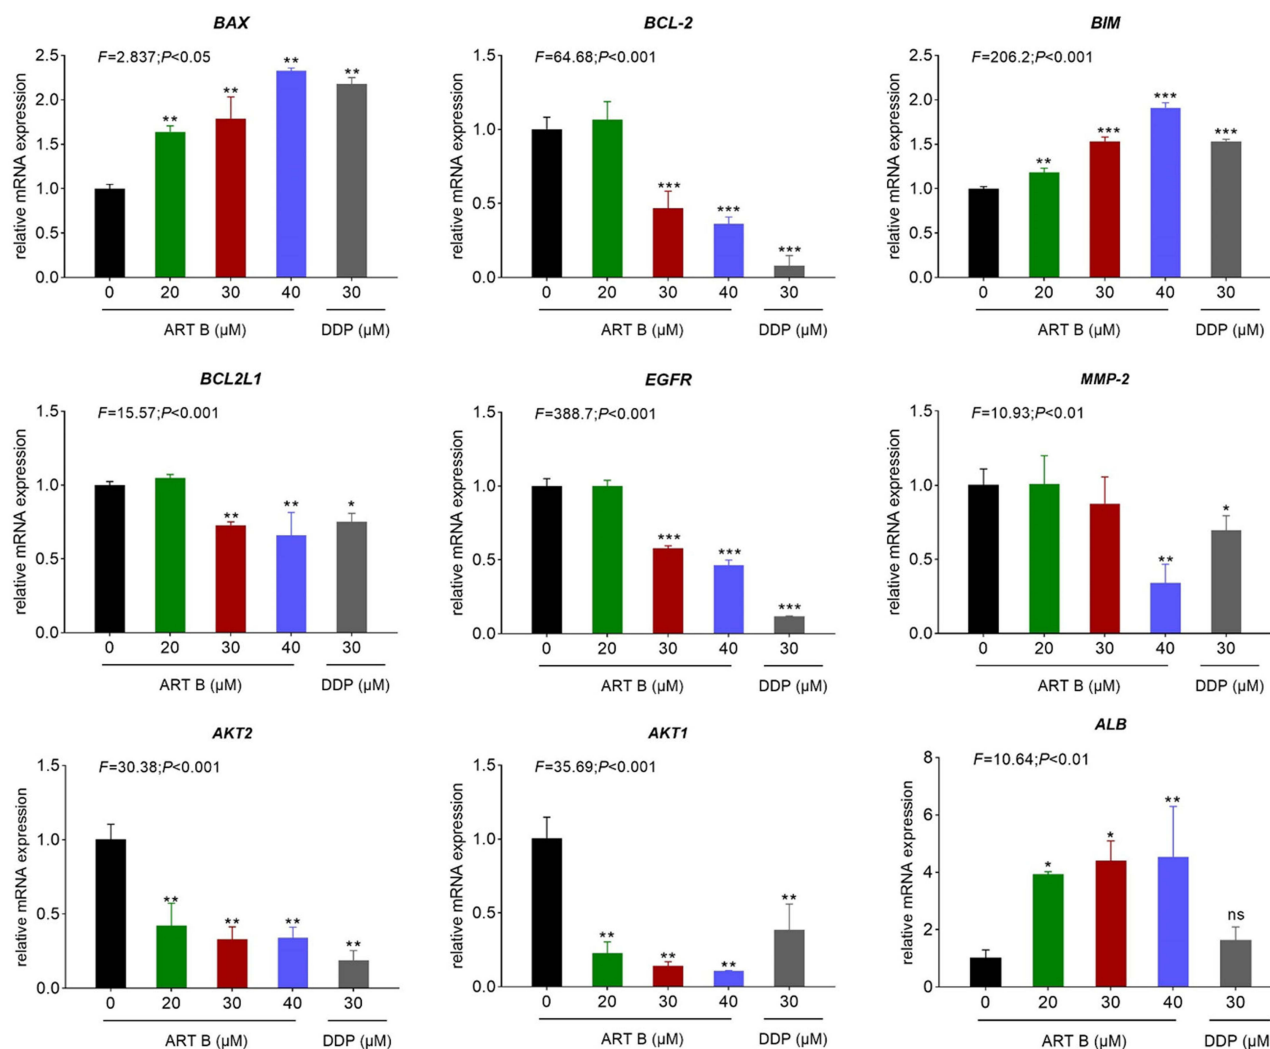 BAX
F=2.837;P<0.05
relative mRNA expression
2.5
2.0
1.5
1.0
0.5
0.0
** ** ** **
0 20 30 40 30
ART B (µM) DDP (µM)
BCL-2
F=64.68;P<0.001
relative mRNA expression
1.5
1.0
0.5
0.0
*** *** ***
0 20 30 40 30
ART B (µM) DDP (µM)
BIM
F=206.2;P<0.001
relative mRNA expression
2.5
2.0
1.5
1.0
0.5
0.0
** *** *** ***
0 20 30 40 30
ART B (µM) DDP (µM)
BCL2L1
F=15.57;P<0.001
relative mRNA expression
1.5
1.0
0.5
0.0
** ** *
0 20 30 40 30
ART B (µM) DDP (µM)
EGFR
F=388.7;P<0.001
relative mRNA expression
1.5
1.0
0.5
0.0
*** *** ***
0 20 30 40 30
ART B (µM) DDP (µM)
MMP-2
F=10.93;P<0.01
relative mRNA expression
1.5
1.0
0.5
0.0
** *
0 20 30 40 30
ART B (µM) DDP (µM)
AKT2
F=30.38;P<0.001
relative mRNA expression
1.5
1.0
0.5
0.0
** ** ** **
0 20 30 40 30
ART B (µM) DDP (µM)
AKT1
F=35.69;P<0.001
relative mRNA expression
1.5
1.0
0.5
0.0
** ** ** **
0 20 30 40 30
ART B (µM) DDP (µM)
ALB
F=10.64;P<0.01
relative mRNA expression
8
6
4
2
0
* * ** ns
0 20 30 40 30
ART B (µM) DDP (µM)